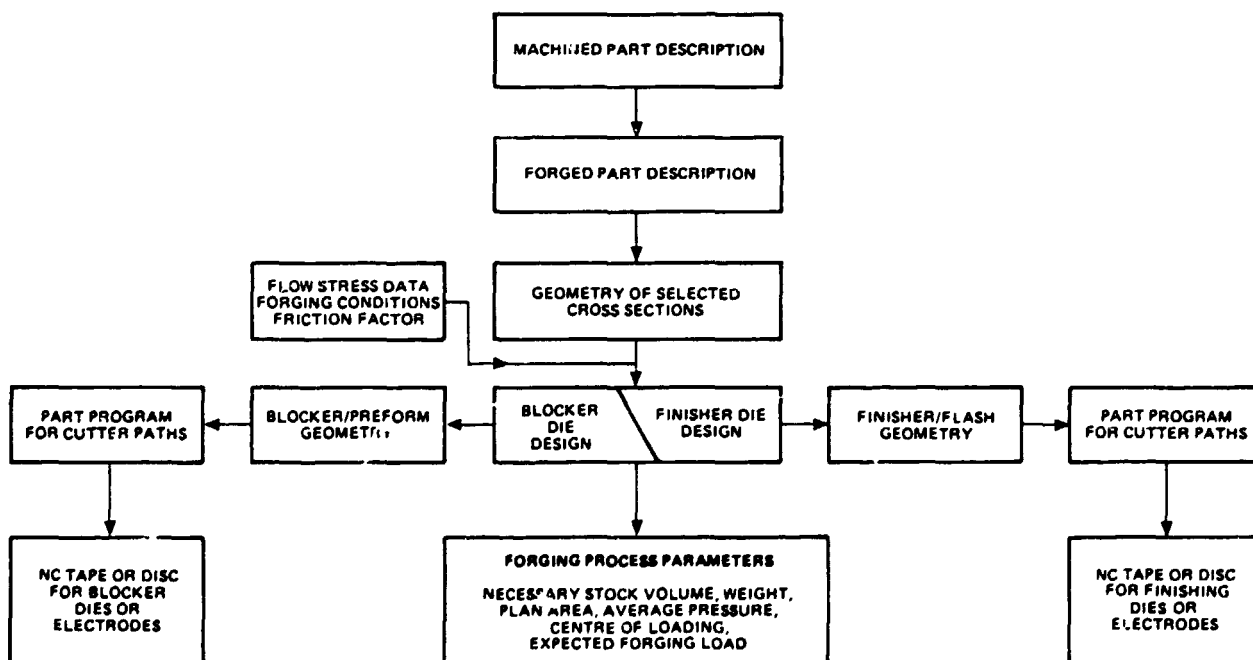 MACHINED PART DESCRIPTION
FORGED PART DESCRIPTION
FLOW STRESS DATA
FORGING CONDITIONS
FRICTION FACTOR
GEOMETRY OF SELECTED
CROSS SECTIONS
PART PROGRAM
FOR CUTTER PATHS
BLOCKER/PREFORM
GEOMETRY
BLOCKER
DIE
DESIGN
FINISHER DIE
DESIGN
FINISHER/FLASH
GEOMETRY
PART PROGRAM
FOR CUTTER PATHS
NC TAPE OR DISC
FOR BLOCKER
DIES OR
ELECTRODES
FORGING PROCESS PARAMETERS
NECESSARY STOCK VOLUME, WEIGHT,
PLAN AREA, AVERAGE PRESSURE,
CENTRE OF LOADING,
EXPECTED FORGING LOAD
NC TAPE OR DISC
FOR FINISHING
DIES OR
ELECTRODES